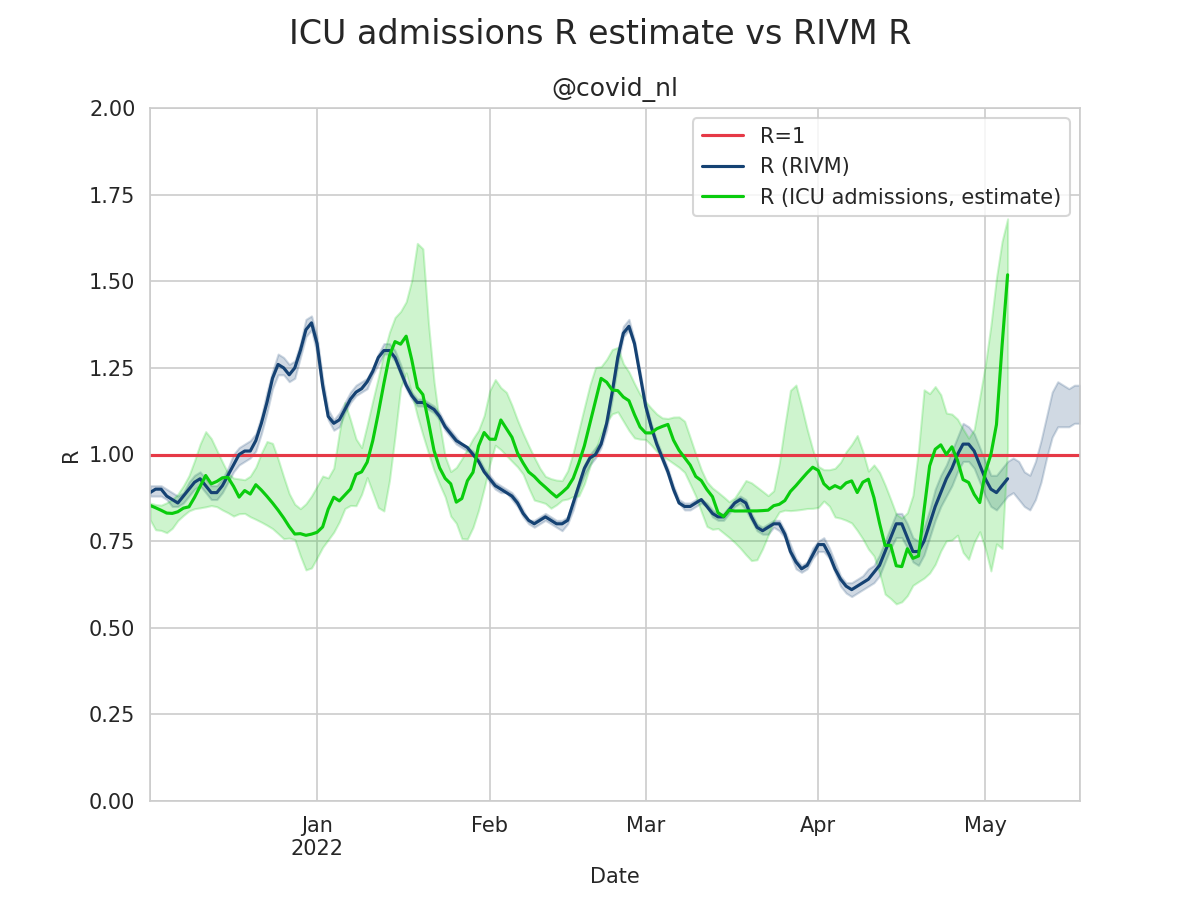 ICU admissions R estimate vs RIVM R
@covid_nl
2.00
1.75
1.50
1.25
1.00
0.75
0.50
0.25
0.00
R
R=1
R (RIVM)
R (ICU admissions, estimate)
Jan
2022
Feb
Mar
Apr
May
Date